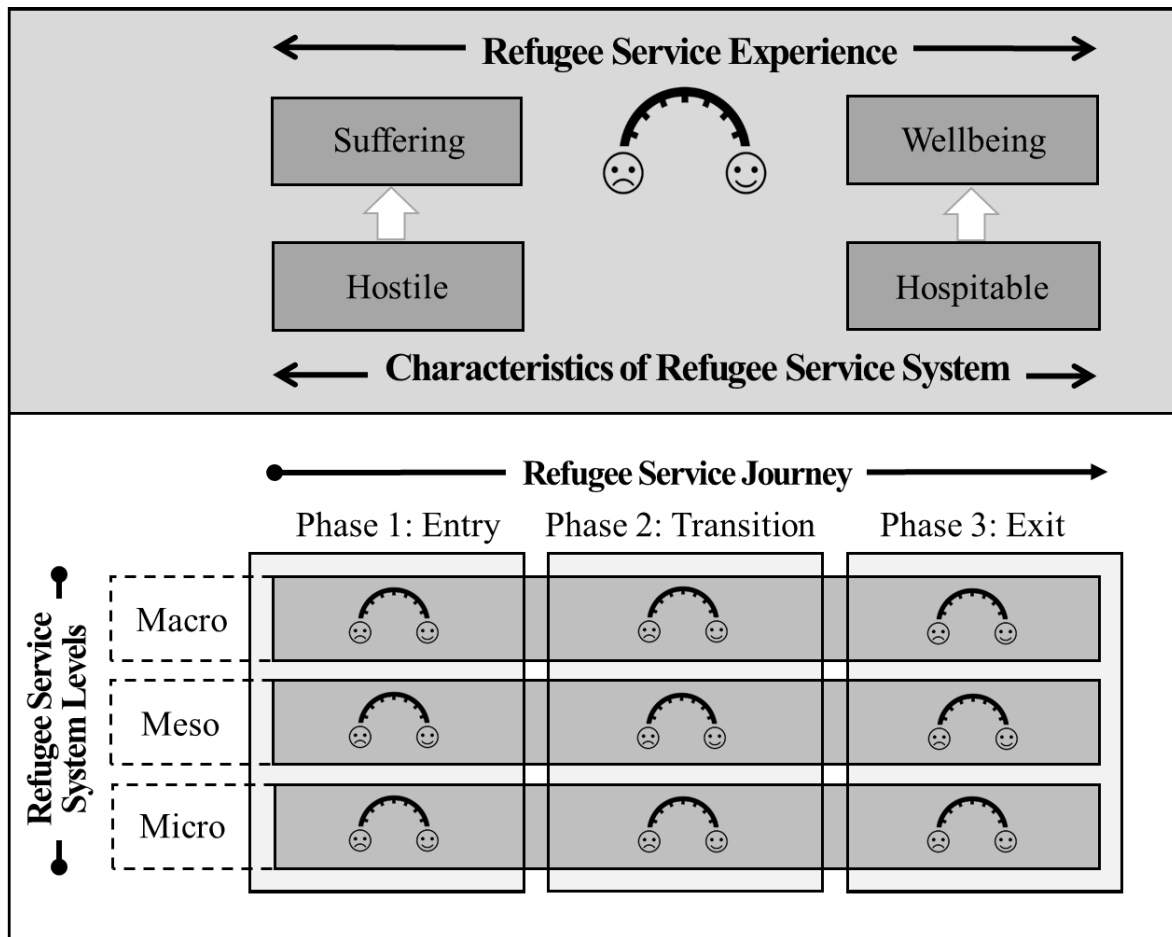 Refugee Service Experience
Suffering
Wellbeing
Hostile
Hospitable
Characteristics of Refugee Service System
Refugee Service Journey
Phase 1: Entry
Phase 2: Transition
Phase 3: Exit
Refugee Service
System Levels
Macro
Meso
Micro